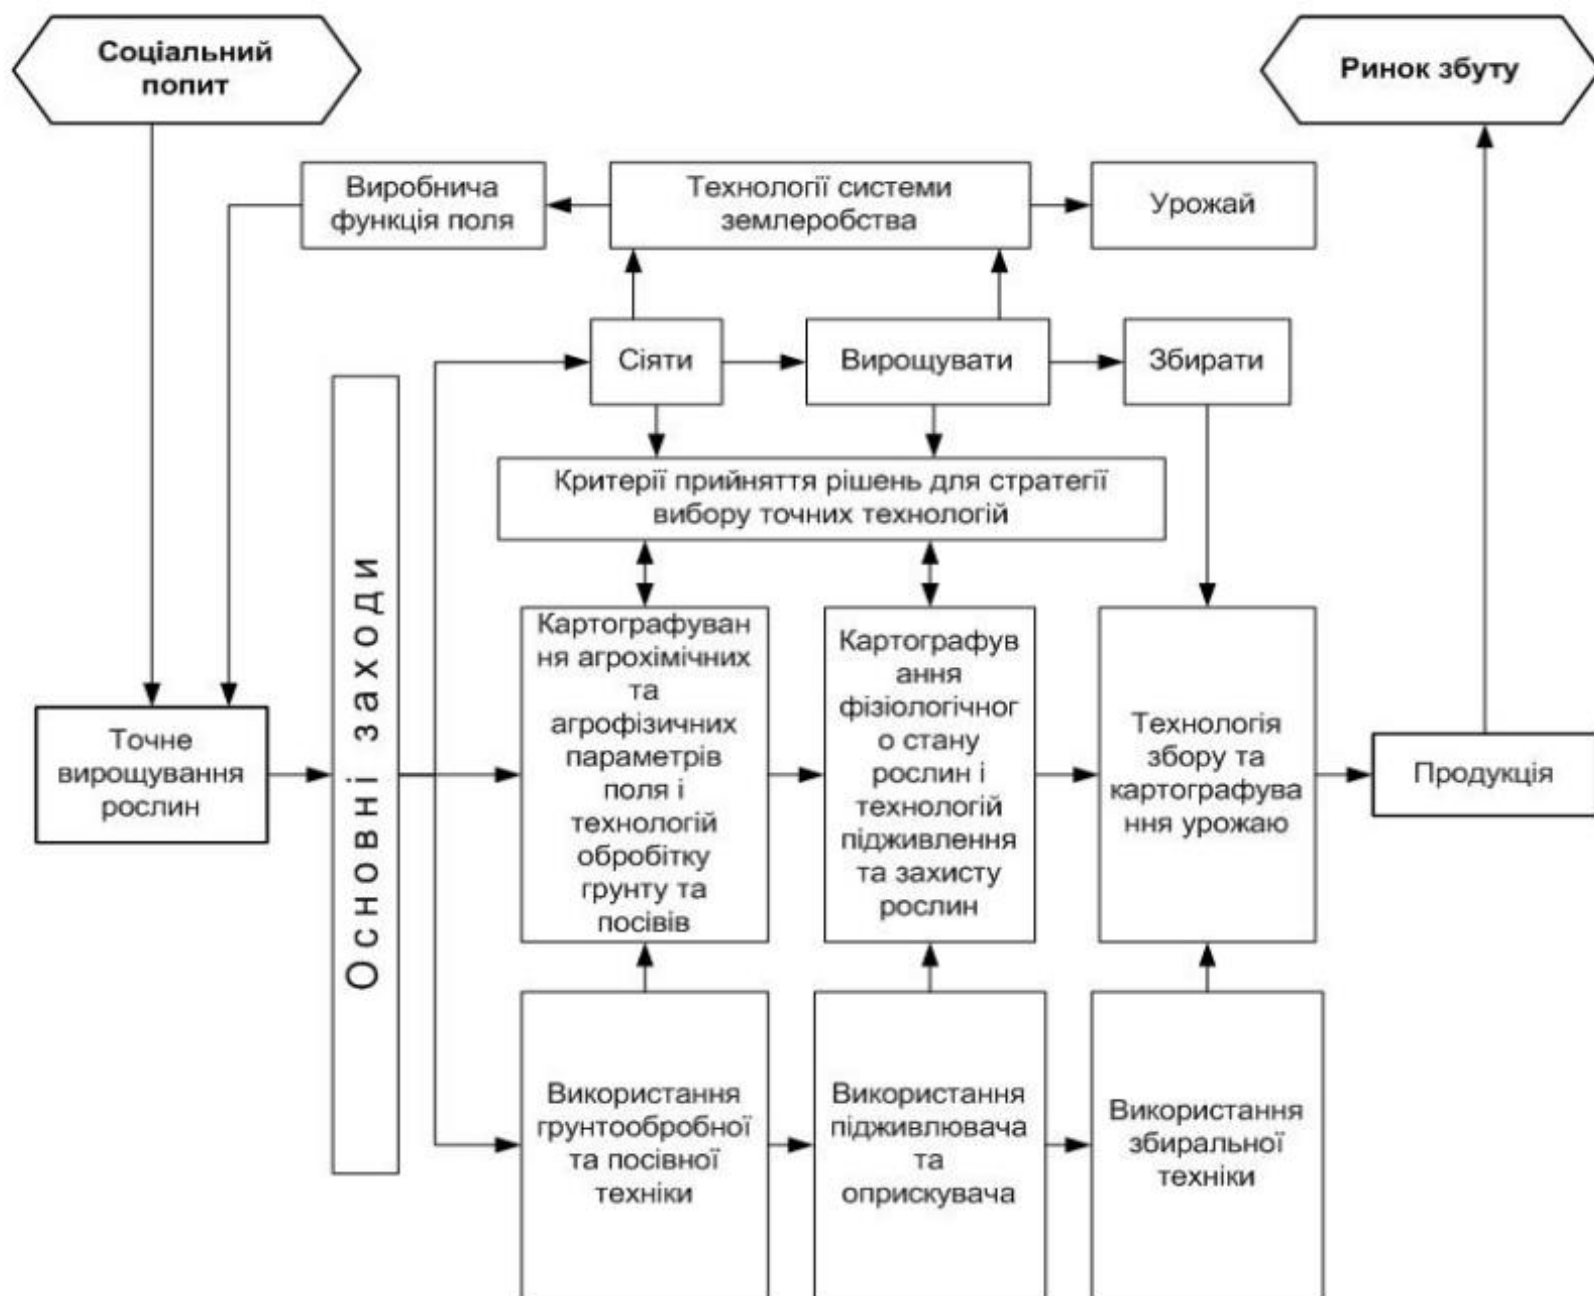 Соціальний
попит
Ринок збуту
Виробнича
функція поля
Технології системи
землеробства
Урожай
Сіяти
Вирощувати
Збирати
Критерії прийняття рішень для стратегії
вибору точних технологій
Основні заходи
Точне
вирощування
рослин
Картографуван
ня агрохімічних
та
агрофізичних
параметрів
поля і
технологій
обробітку
грунту та
посівів
Картографув
ання
фізіологічног
о стану
рослин і
технологій
підживлення
та захисту
рослин
Технологія
збору та
картографува
ння урожаю
Продукція
Використання
грунтообробної
та посівної
техніки
Використання
підживлювача
та
оприскувача
Використання
збиральної
техніки